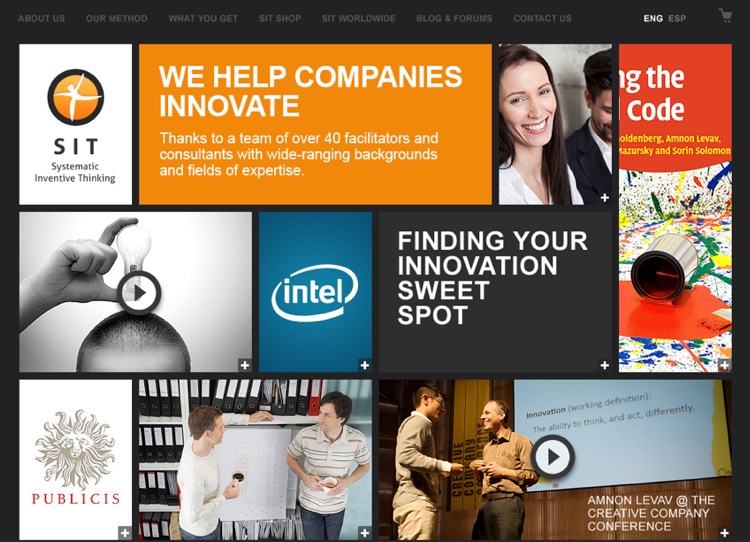 ABOUT US OUR METHOD WHAT YOU GET SIT SHOP SIT WORLDWIDE BLOG & FORUMS CONTACT US ENG ESP
SIT
Systematic
Inventive Thinking
WE HELP COMPANIES
INNOVATE
Thanks to a team of over 40 facilitators and
consultants with wide-ranging backgrounds
and fields of expertise.
ng the
Code
oldenberg, Amnon Levav,
Mazursky and Sorin Solomon
intel
FINDING YOUR
INNOVATION
SWEET
SPOT
PUBLICIS
CREATIVE
COMPANY
Innovation (working definition):
The ability to think, and act, differently.
AMNON LEVAV @ THE
CREATIVE COMPANY
CONFERENCE